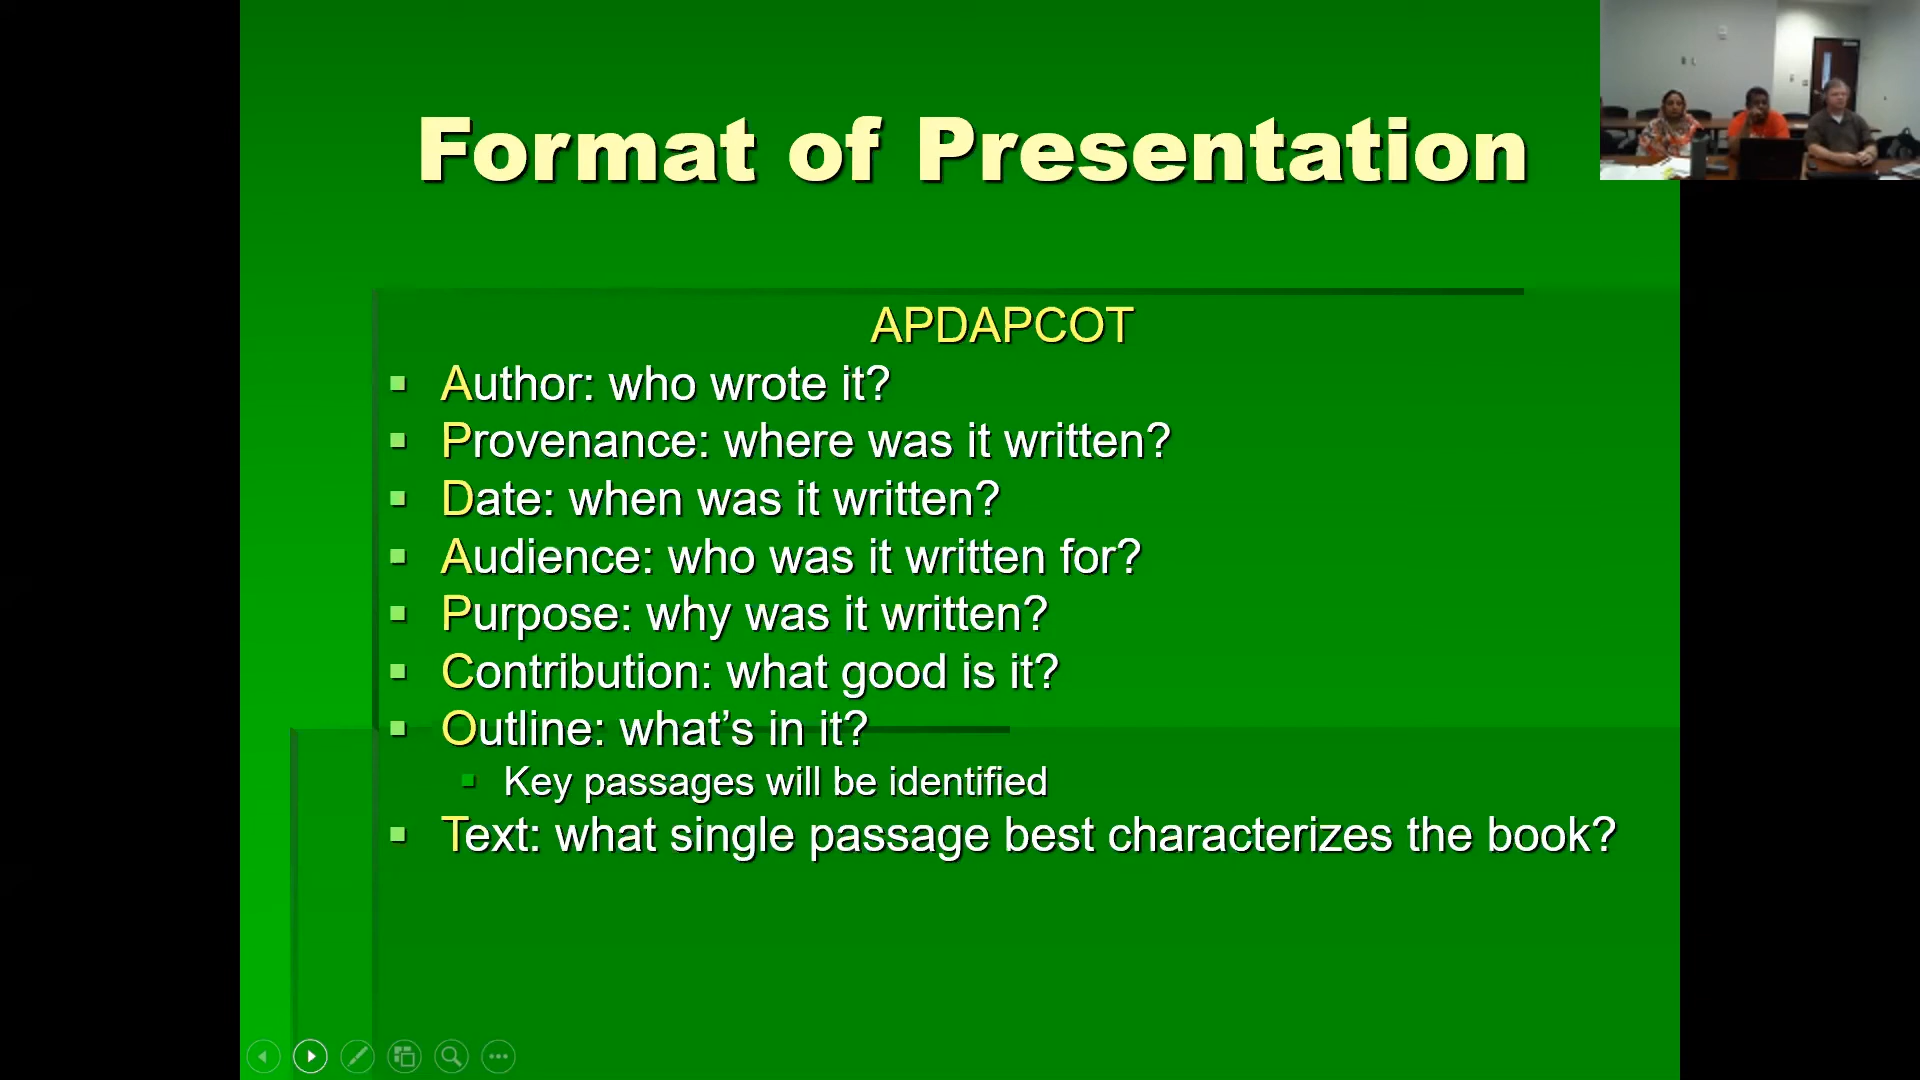 Format of Presentation
APDAPCOT
Author: who wrote it?
Provenance: where was it written?
Date: when was it written?
Audience: who was it written for?
Purpose: why was it written?
Contribution: what good is it?
Outline: what’s in it?
Key passages will be identified
Text: what single passage best characterizes the book?